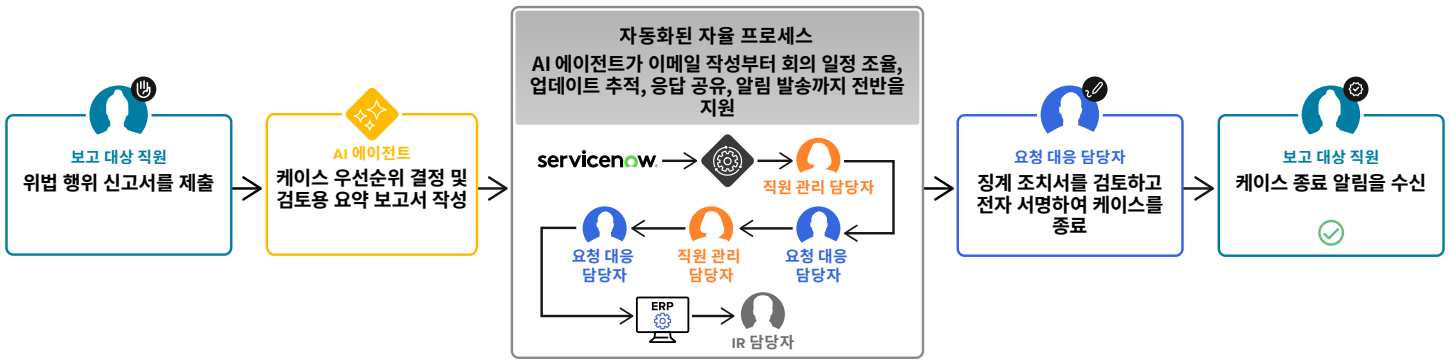 보고 대상 직원
위법 행위 신고서를 제출
AI 에이전트
케이스 우선순위 결정 및
검토용 요약 보고서 작성
자동화된 자율 프로세스
AI 에이전트가 이메일 작성부터 회의 일정 조율,
업데이트 추적, 응답 공유, 알림 발송까지 전반을
지원
servicenow
직원 관리 담당자
요청 대응
담당자
직원 관리
담당자
요청 대응
담당자
ERP
IR 담당자
요청 대응 담당자
징계 조치서를 검토하고
전자 서명하여 케이스를
종료
보고 대상 직원
케이스 종료 알림을 수신